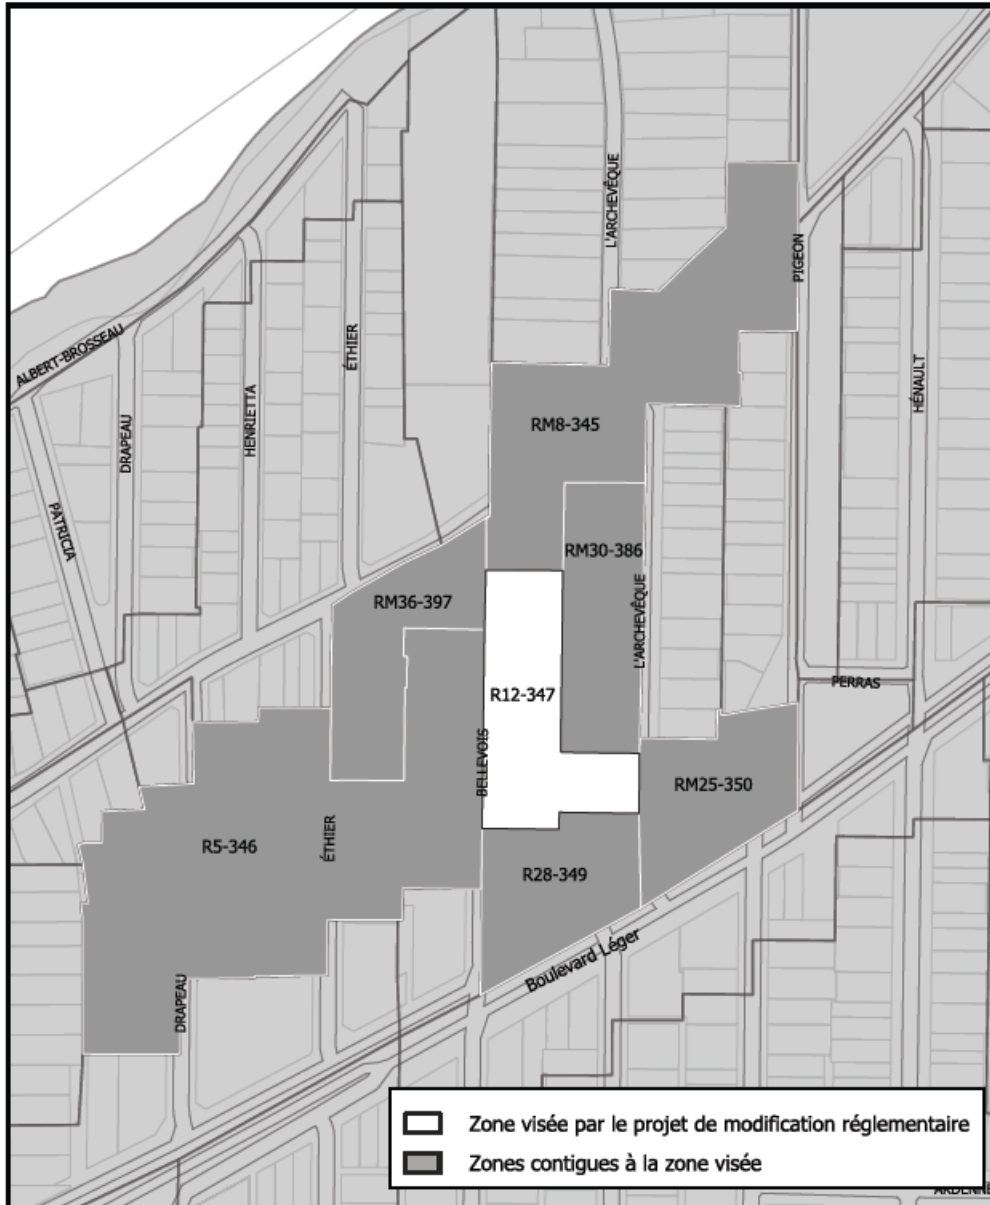 L'ARCHEVÊQUE
PIGEON
ALBERT-BROSSEAU
ÉTHIER
HÉNAULT
DRAPEAU
HENRIETTA
RM8-345
PATRICIA
RM30-386
RM36-397
L'ARCHEVÊQUE
PERRAS
R12-347
BELLEVOIS
RM25-350
R5-346
ÉTHIER
R28-349
Boulevard Léger
DRAPEAU
Zone visée par le projet de modification réglementaire
Zones contigues à la zone visée